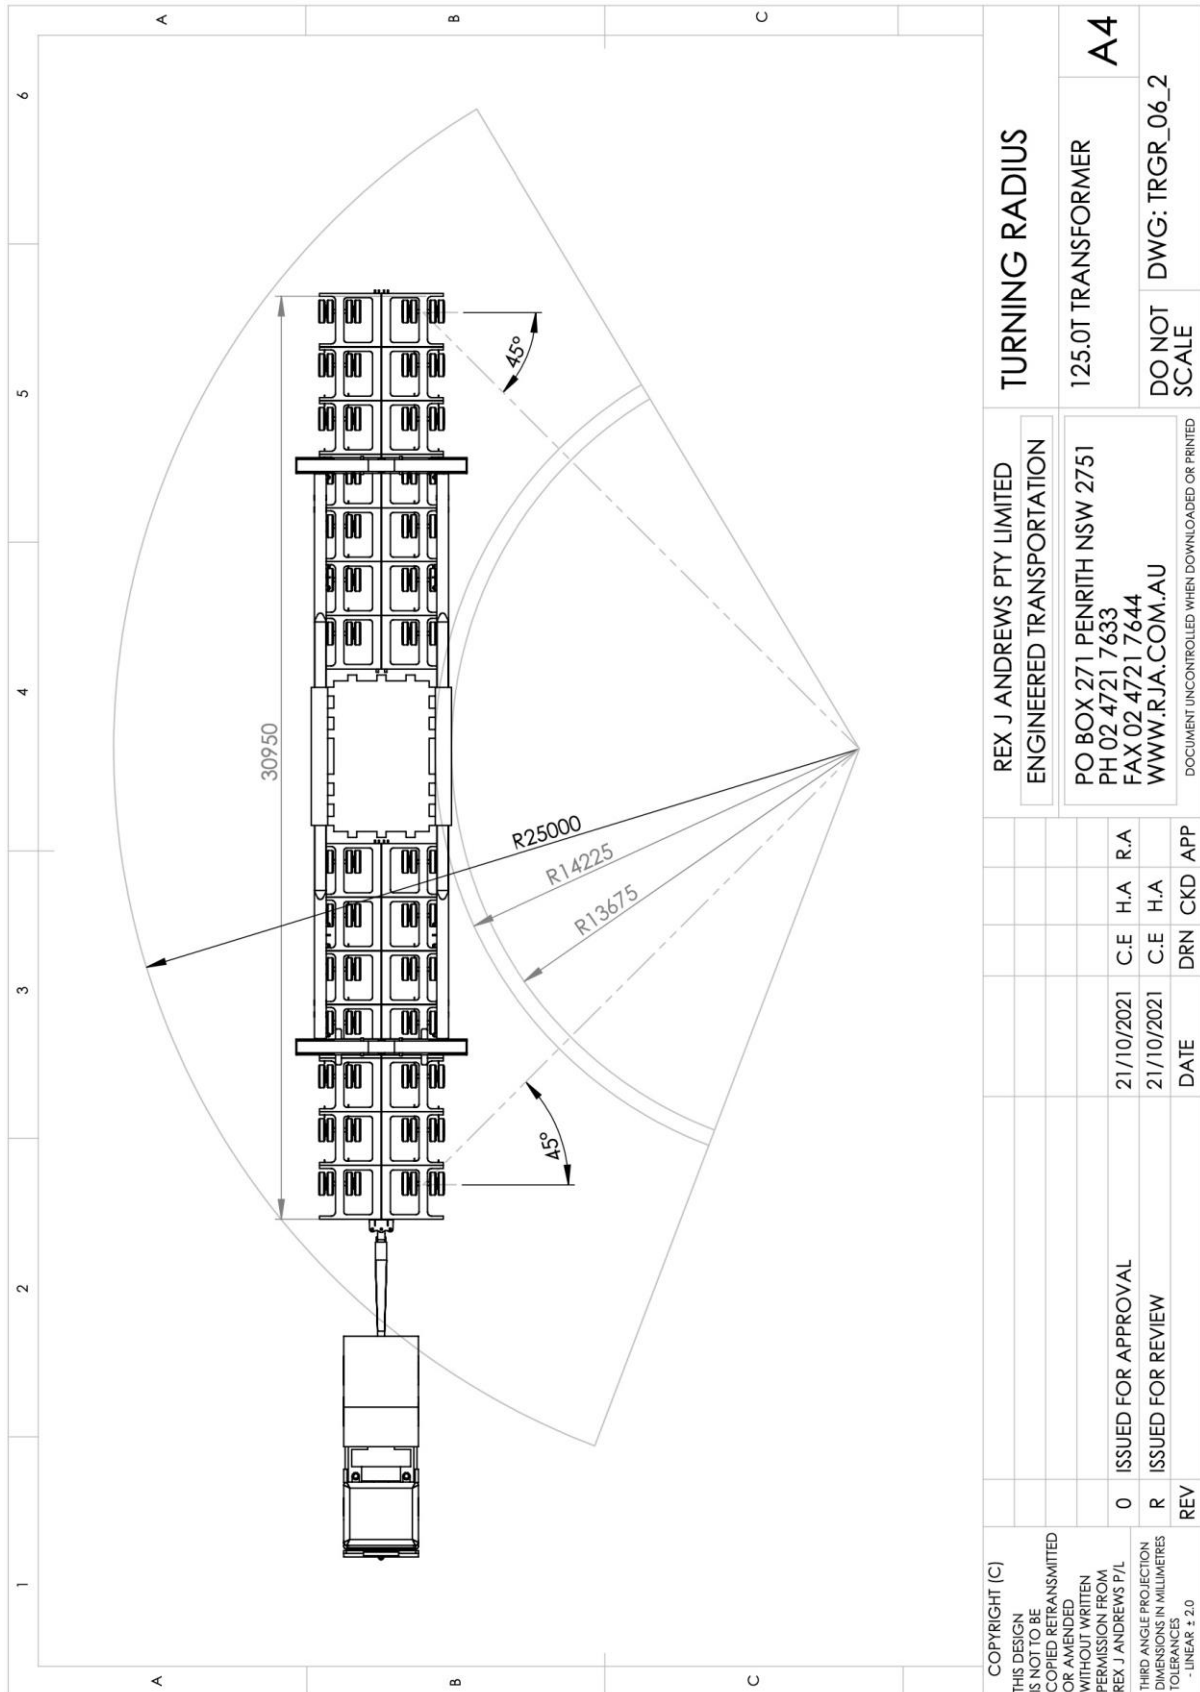 1
2
3
4
5
6
A
B
C
A
B
C
30950
R25000
R14225
R13675
45°
45°
COPYRIGHT (C)
THIS DESIGN
IS NOT TO BE
COPIED RETRANSMITTED
OR AMENDED
WITHOUT WRITTEN
PERMISSION FROM
REX J ANDREWS P/L
THIRD ANGLE PROJECTION
DIMENSIONS IN MILLIMETRES
TOLERANCES
- LINEAR ± 2.0
0 ISSUED FOR APPROVAL 21/10/2021 C.E H.A R.A
R ISSUED FOR REVIEW 21/10/2021 C.E H.A
REV DATE DRN CKD APP
REX J ANDREWS PTY LIMITED
ENGINEERED TRANSPORTATION
PO BOX 271 PENRITH NSW 2751
PH 02 4721 7633
FAX 02 4721 7644
WWW.RJA.COM.AU
DOCUMENT UNCONTROLLED WHEN DOWNLOADED OR PRINTED
TURNING RADIUS
125.0T TRANSFORMER
A4
DO NOT
SCALE
DWG: TRGR_06_2